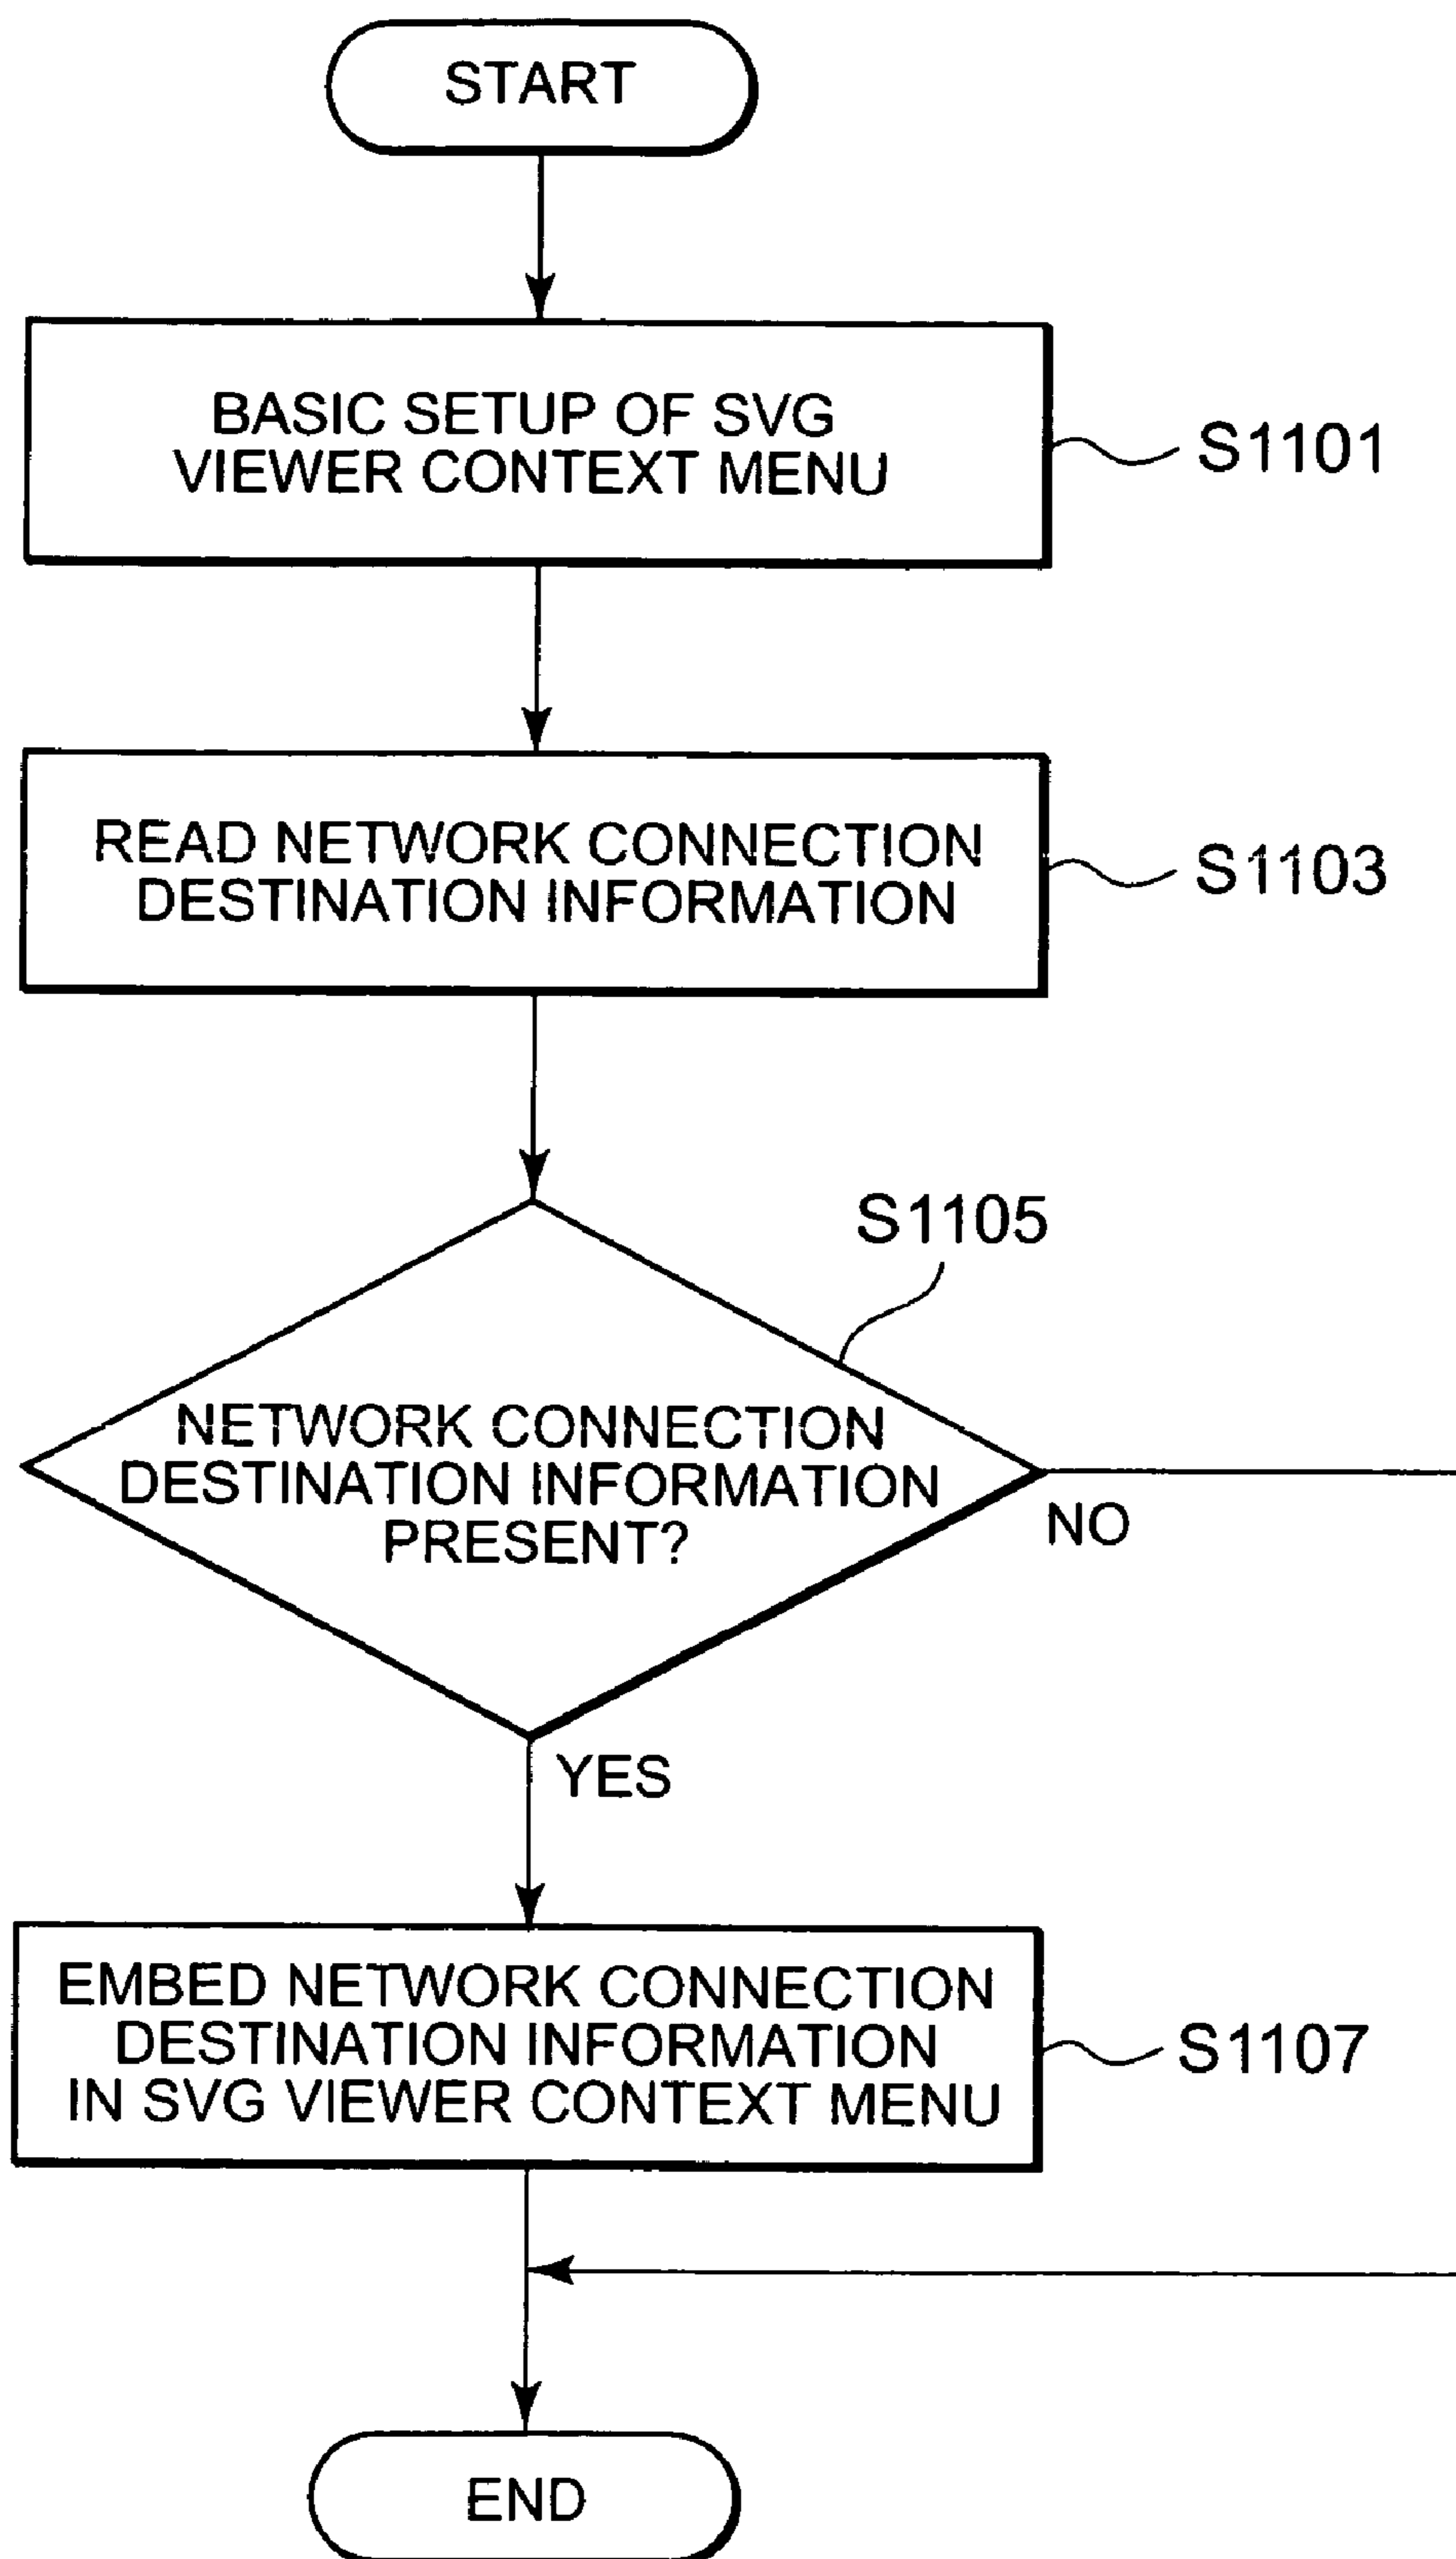 START
BASIC SETUP OF SVG
VIEWER CONTEXT MENU
S1101
READ NETWORK CONNECTION
DESTINATION INFORMATION
S1103
S1105
NETWORK CONNECTION
DESTINATION INFORMATION
PRESENT?
NO
YES
EMBED NETWORK CONNECTION
DESTINATION INFORMATION
IN SVG VIEWER CONTEXT MENU
S1107
END